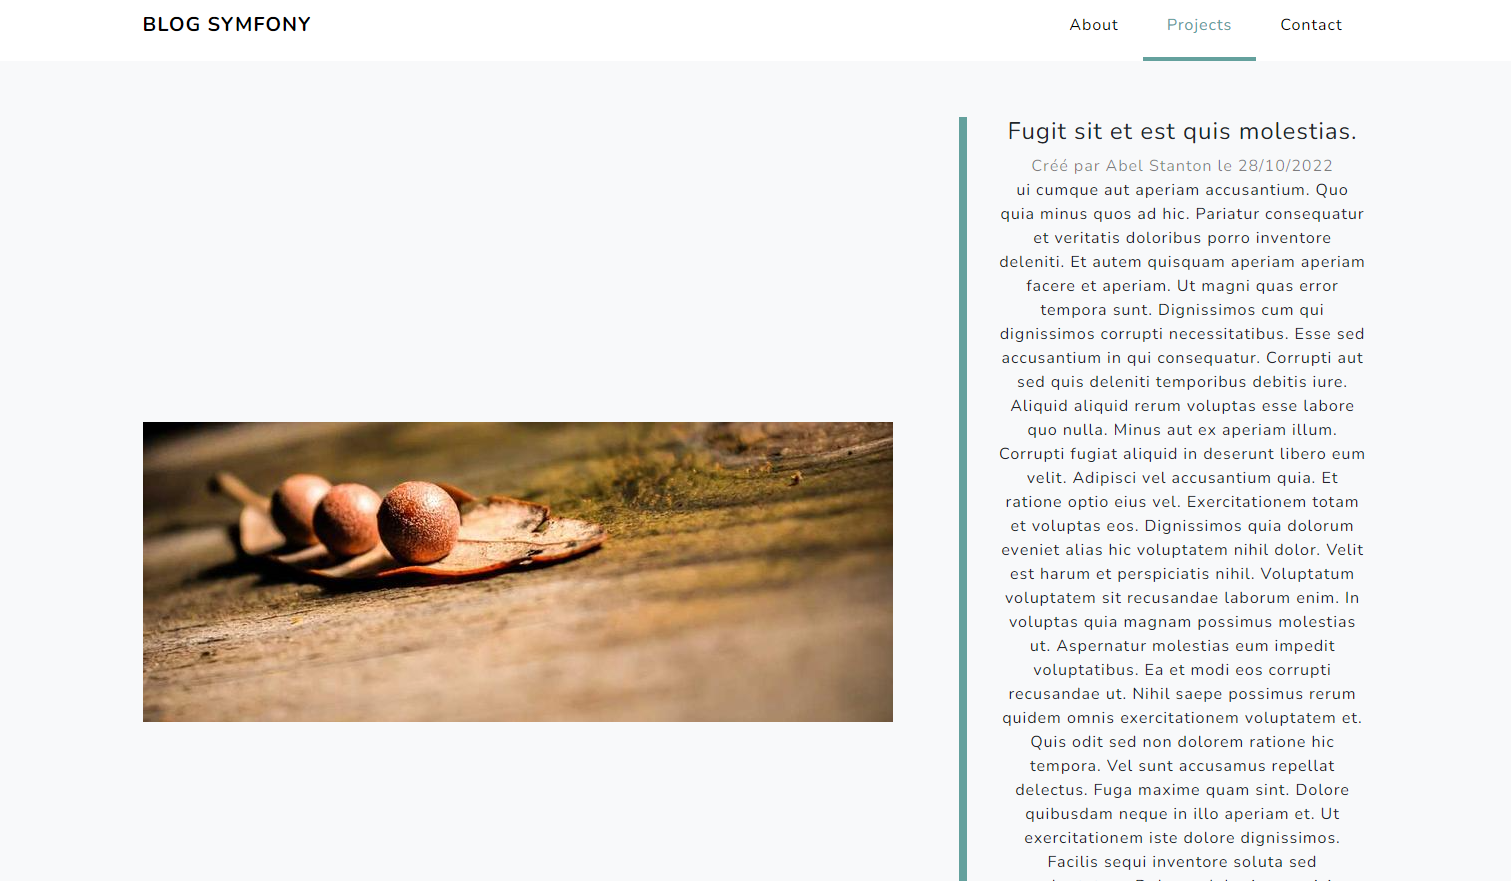 BLOG SYMFONY
About Projects Contact
Fugit sit et est quis molestias.
Créé par Abel Stanton le 28/10/2022
ui cumque aut aperiam accusantium. Quo
quia minus quos ad hic. Pariatur consequatur
et veritatis doloribus porro inventore
deleniti. Et autem quisquam aperiam aperiam
facere et aperiam. Ut magni quas error
tempora sunt. Dignissimos cum qui
dignissimos corrupti necessitatibus. Esse sed
accusantium in qui consequatur. Corrupti aut
sed quis deleniti temporibus debitis iure.
Aliquid aliquid rerum voluptas esse labore
quo nulla. Minus aut ex aperiam illum.
Corrupti fugiat aliquid in deserunt libero eum
velit. Adipisci vel accusantium quia. Et
ratione optio eius vel. Exercitationem totam
et voluptas eos. Dignissimos quia dolorum
eveniet alias hic voluptatem nihil dolor. Velit
est harum et perspiciatis nihil. Voluptatum
voluptatem sit recusandae laborum enim. In
voluptas quia magnam possimus molestias
ut. Aspernatur molestias eum impedit
voluptatibus. Ea et modi eos corrupti
recusandae ut. Nihil saepe possimus rerum
quidem omnis exercitationem voluptatem et.
Quis odit sed non dolorem ratione hic
tempora. Vel sunt accusamus repellat
delectus. Fuga maxime quam sint. Dolore
quibusdam neque in illo aperiam et. Ut
exercitationem iste dolore dignissimos.
Facilis sequi inventore soluta sed